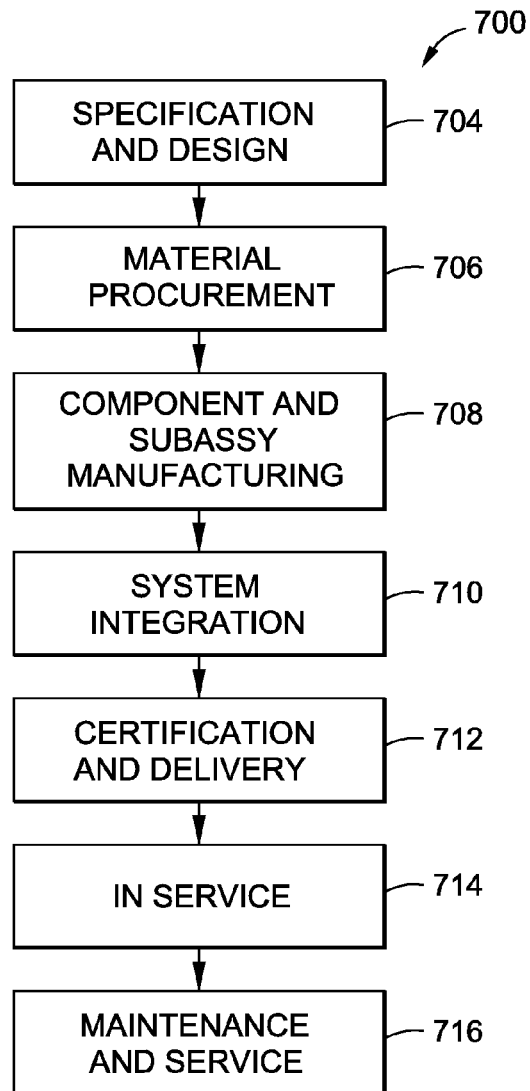 700
SPECIFICATION
AND DESIGN
704
MATERIAL
PROCUREMENT
706
COMPONENT AND
SUBASSY
MANUFACTURING
708
SYSTEM
INTEGRATION
710
CERTIFICATION
AND DELIVERY
712
IN SERVICE
714
MAINTENANCE
AND SERVICE
716